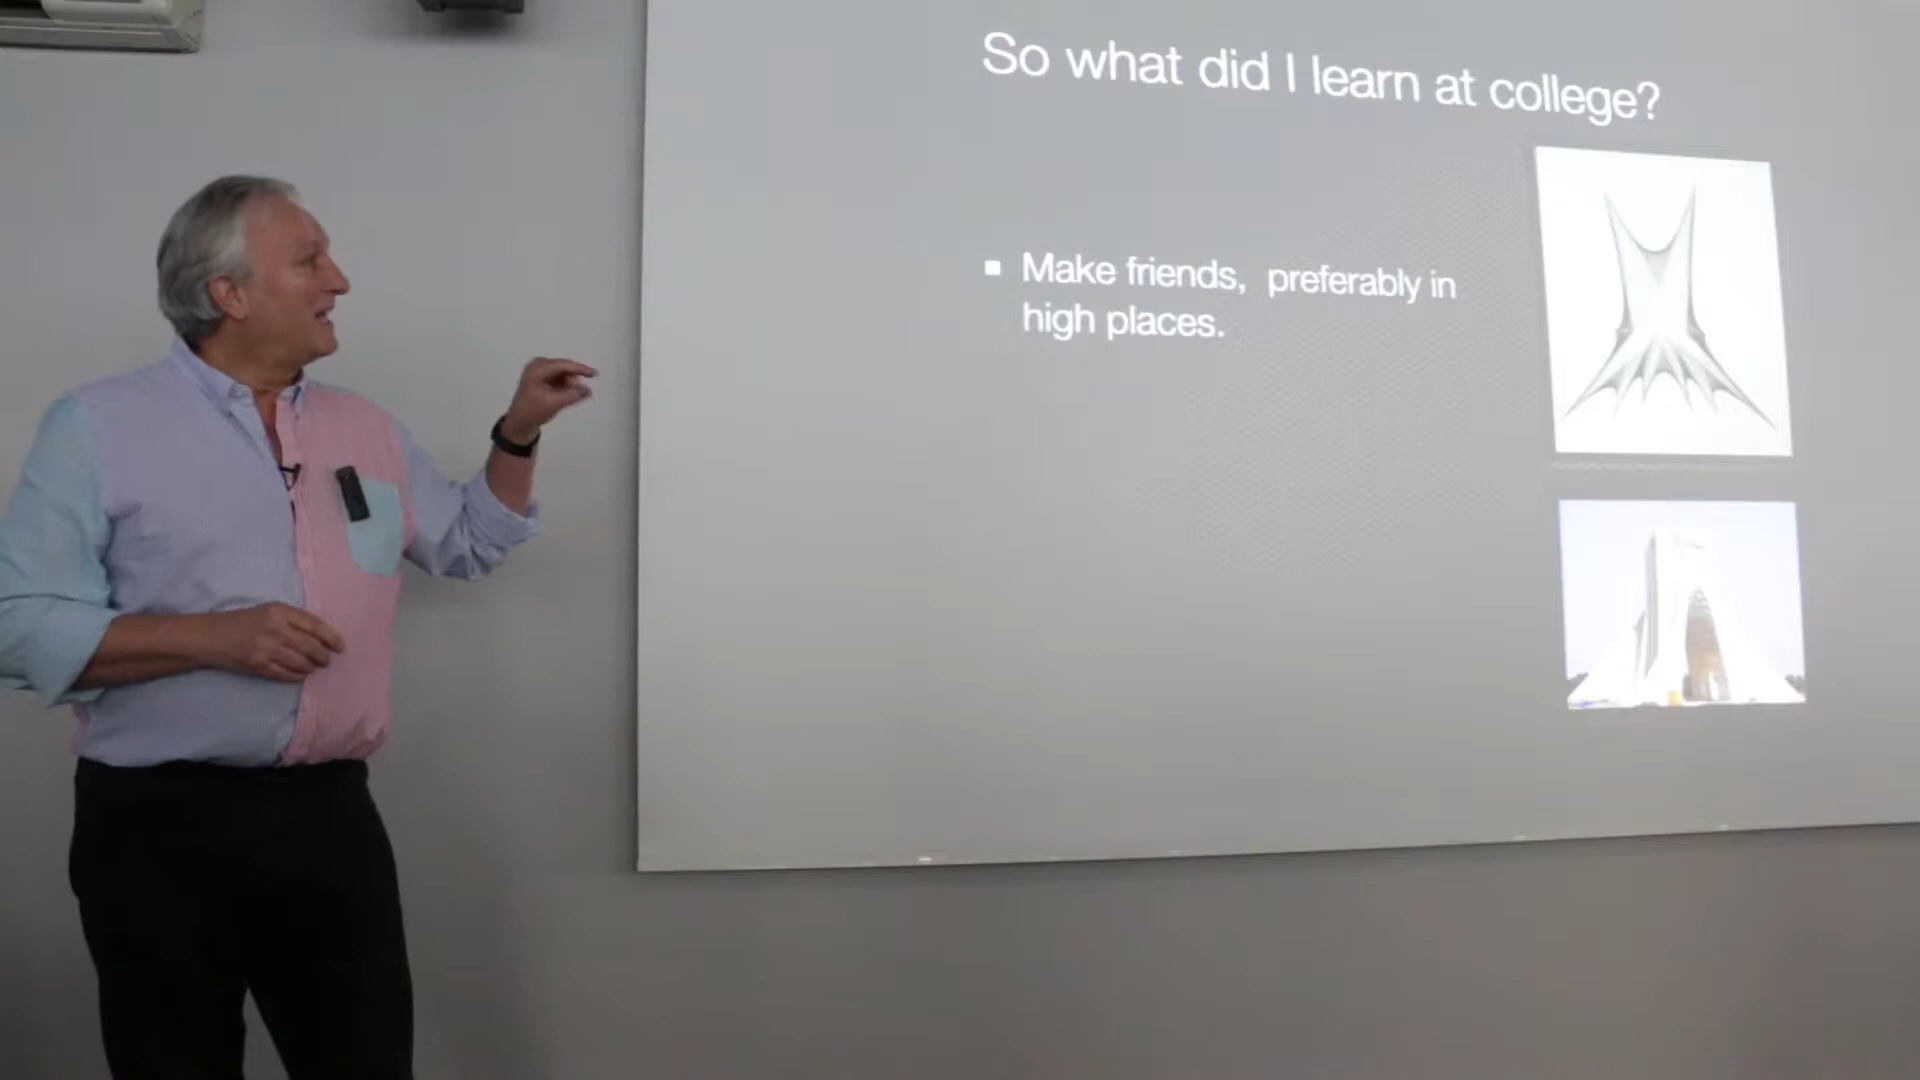 So what did I learn at college?
▪ Make friends, preferably in
high places.